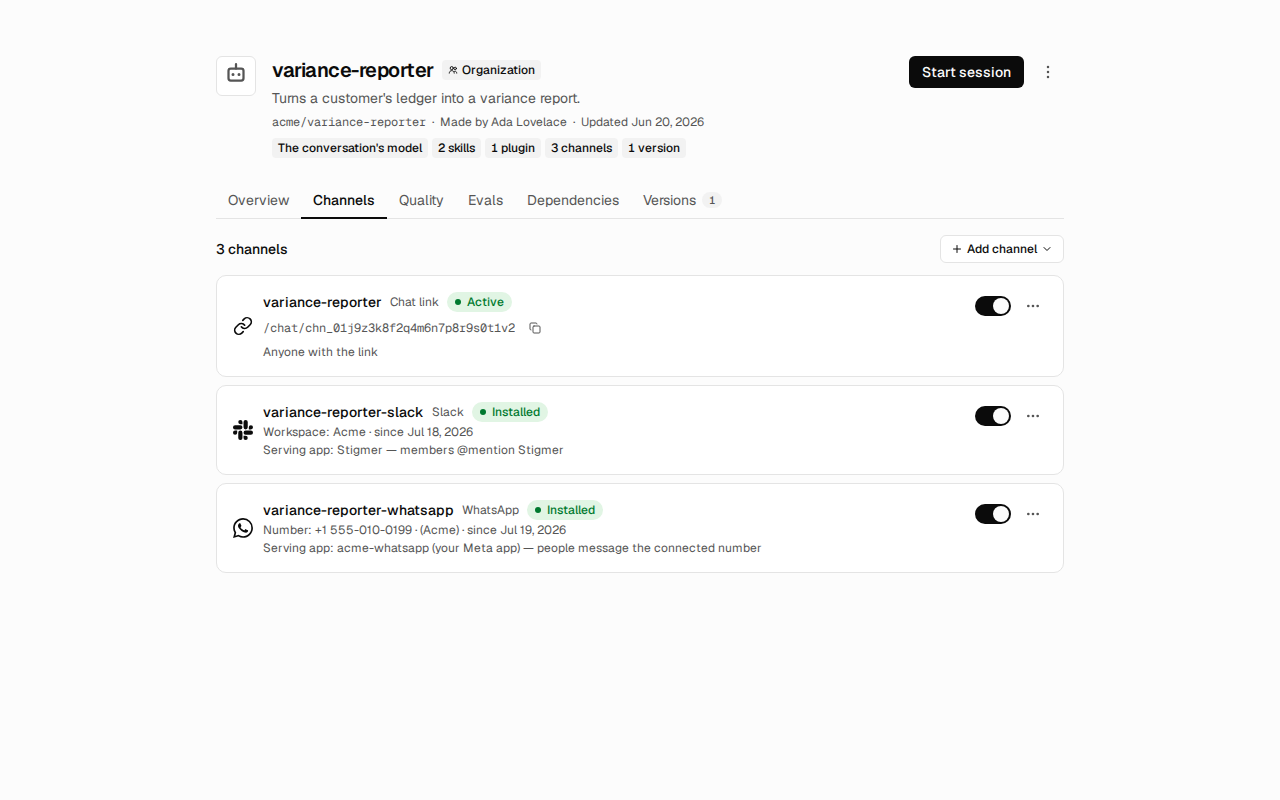 variance-reporter Organization
Start session
Turns a customer's ledger into a variance report.
acme/variance-reporter · Made by Ada Lovelace · Updated Jun 20, 2026
The conversation's model 2 skills 1 plugin 3 channels 1 version
Overview Channels Quality Evals Dependencies Versions 1
3 channels
Add channel
variance-reporter Chat link Active
/chat/chn_01j9z3k8f2q4m6n7p8r9s0t1v2
Anyone with the link
variance-reporter-slack Slack Installed
Workspace: Acme · since Jul 18, 2026
Serving app: Stigmer — members @mention Stigmer
variance-reporter-whatsapp WhatsApp Installed
Number: +1 555-010-0199 · (Acme) · since Jul 19, 2026
Serving app: acme-whatsapp (your Meta app) — people message the connected number